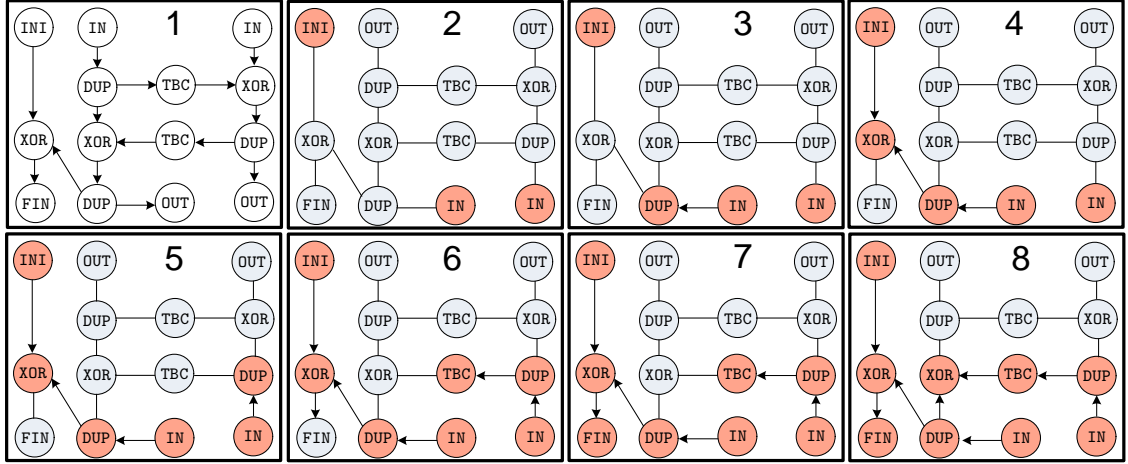 1
INI IN IN
DUP TBC XOR
XOR XOR TBC DUP
FIN DUP OUT OUT
2
INI OUT OUT
DUP TBC XOR
XOR XOR TBC DUP
FIN DUP IN IN
3
INI OUT OUT
DUP TBC XOR
XOR XOR TBC DUP
FIN DUP IN IN
4
INI OUT OUT
DUP TBC XOR
XOR XOR TBC DUP
FIN DUP IN IN
5
INI OUT OUT
DUP TBC XOR
XOR XOR TBC DUP
FIN DUP IN IN
6
INI OUT OUT
DUP TBC XOR
XOR XOR TBC DUP
FIN DUP IN IN
7
INI OUT OUT
DUP TBC XOR
XOR XOR TBC DUP
FIN DUP IN IN
8
INI OUT OUT
DUP TBC XOR
XOR XOR TBC DUP
FIN DUP IN IN